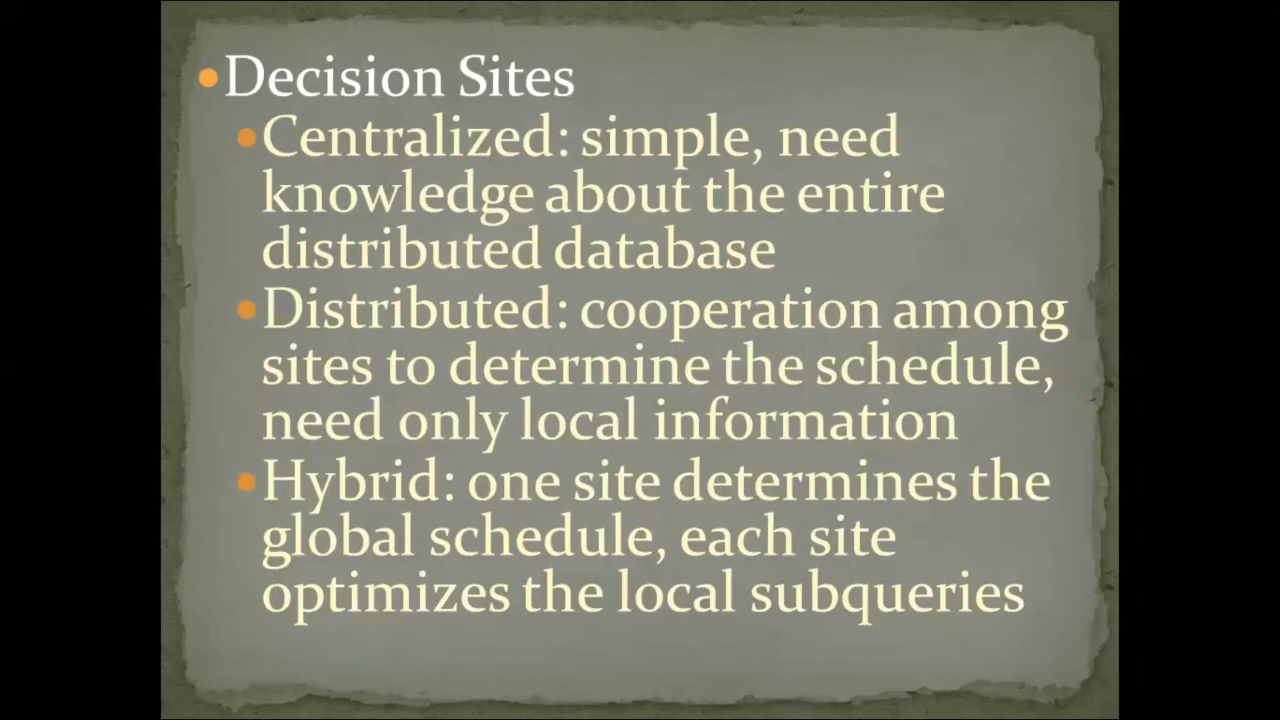 •Decision Sites
•Centralized: simple, need
knowledge about the entire
distributed database
•Distributed: cooperation among
sites to determine the schedule,
need only local information
•Hybrid: one site determines the
global schedule, each site
optimizes the local subqueries